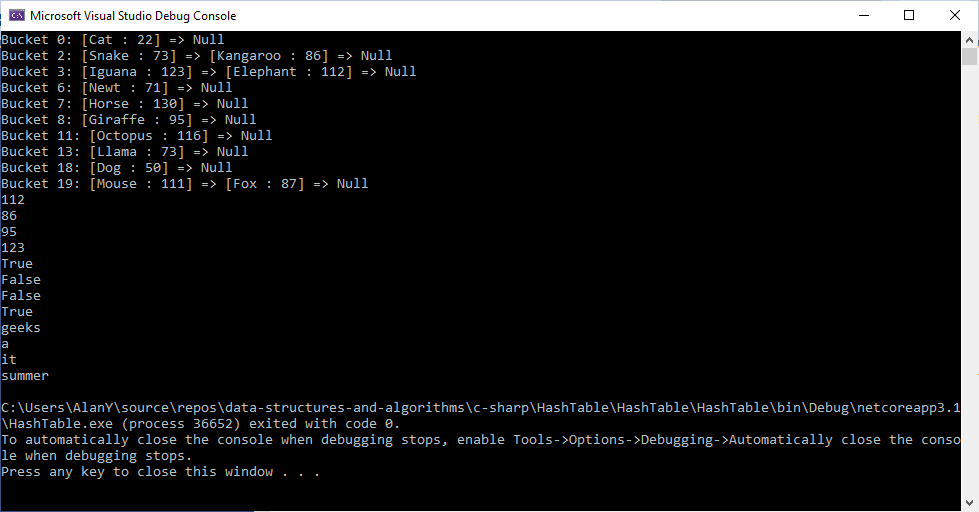 Microsoft Visual Studio Debug Console
Bucket 0: [Cat : 22] => Null
Bucket 2: [Snake : 73] => [Kangaroo : 86] => Null
Bucket 3: [Iguana : 123] => [Elephant : 112] => Null
Bucket 6: [Newt : 71] => Null
Bucket 7: [Horse : 130] => Null
Bucket 8: [Giraffe : 95] => Null
Bucket 11: [Octopus : 116] => Null
Bucket 13: [Llama : 73] => Null
Bucket 18: [Dog : 50] => Null
Bucket 19: [Mouse : 111] => [Fox : 87] => Null
112
86
95
123
True
False
False
True
geeks
a
it
summer
C:\Users\AlanY\source\repos\data-structures-and-algorithms\c-sharp\HashTable\HashTable\HashTable\bin\Debug\netcoreapp3.1
\HashTable.exe (process 36652) exited with code 0.
To automatically close the console when debugging stops, enable Tools->Options->Debugging->Automatically close the conso
le when debugging stops.
Press any key to close this window . . .